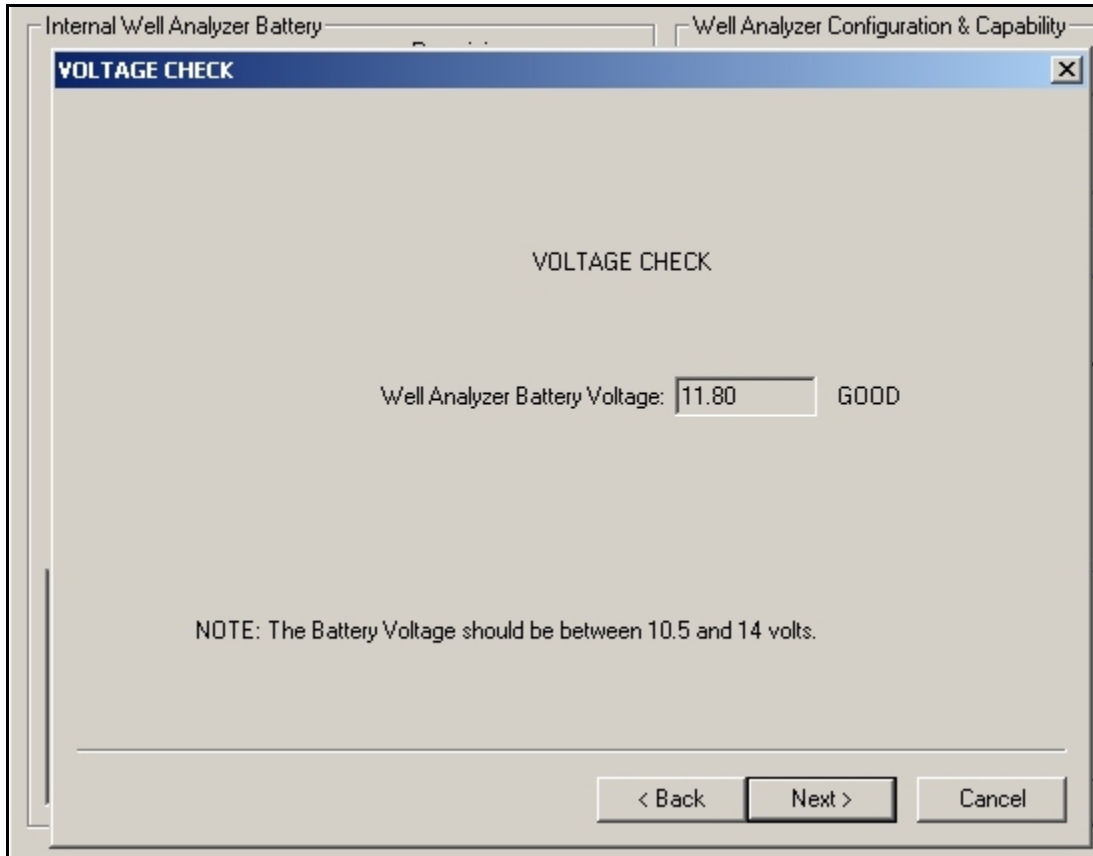 Internal Well Analyzer Battery
Well Analyzer Configuration & Capability
VOLTAGE CHECK
VOLTAGE CHECK
Well Analyzer Battery Voltage: 11.80 GOOD
NOTE: The Battery Voltage should be between 10.5 and 14 volts.
< Back Next > Cancel